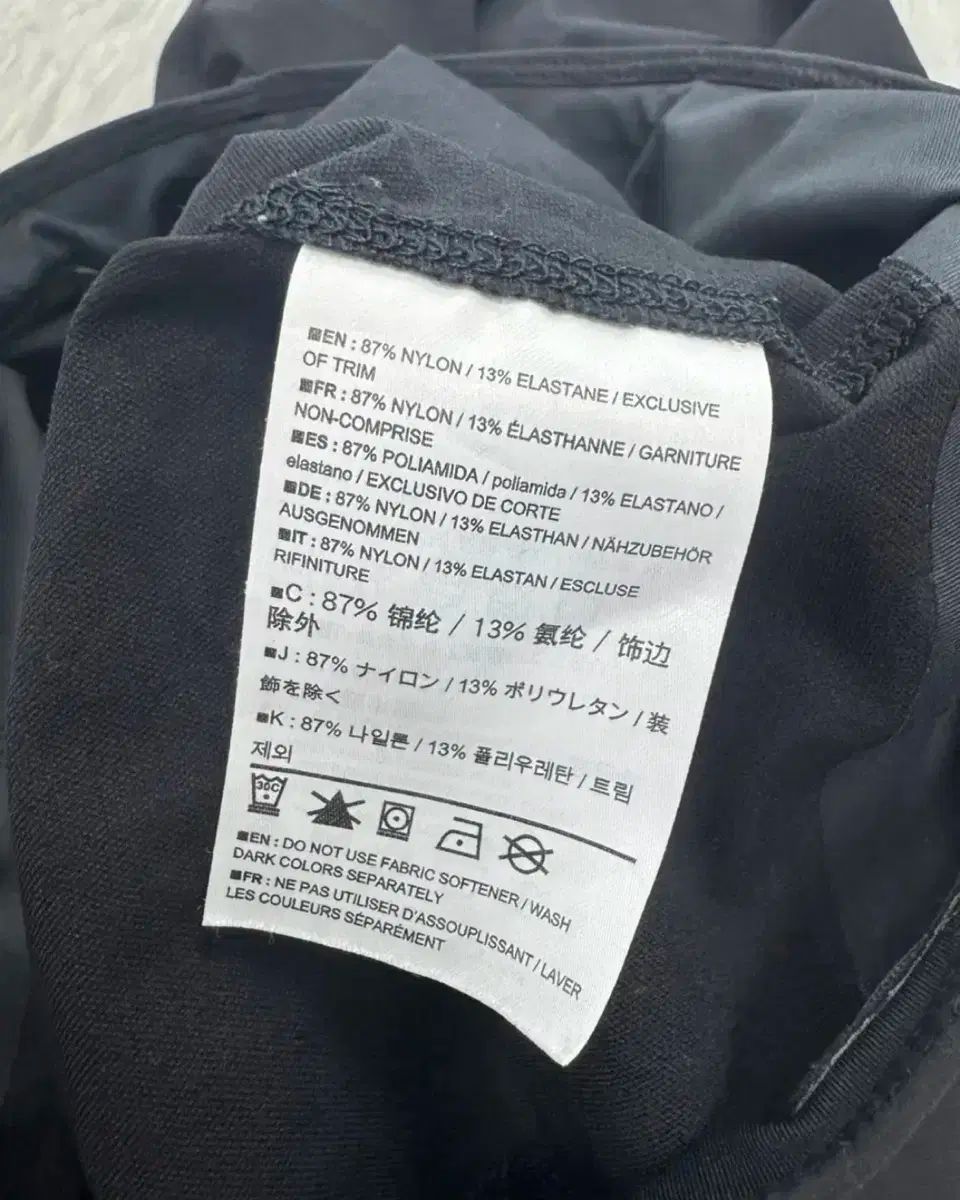 EN : 87% NYLON / 13% ELASTANE / EXCLUSIVE
OF TRIM
FR : 87% NYLON / 13% ÉLASTHANNE / GARNITURE
NON-COMPRISE
ES : 87% POLIAMIDA / poliamida / 13% ELASTANO /
elastano / EXCLUSIVO DE CORTE
DE : 87% NYLON / 13% ELASTHAN / NÄHZUBEHÖR
AUSGENOMMEN
IT : 87% NYLON / 13% ELASTAN / ESCLUSE
RIFINITURE
C : 87% 锦纶 / 13% 氨纶 / 饰边
除外
J : 87% ナイロン / 13% ポリウレタン / 装
飾を除く
K : 87% 나일론 / 13% 폴리우레탄 / 트림
제외
30C
EN : DO NOT USE FABRIC SOFTENER / WASH
DARK COLORS SEPARATELY
FR : NE PAS UTILISER D'ASSOUPLISSANT / LAVER
LES COULEURS SÉPARÉMENT